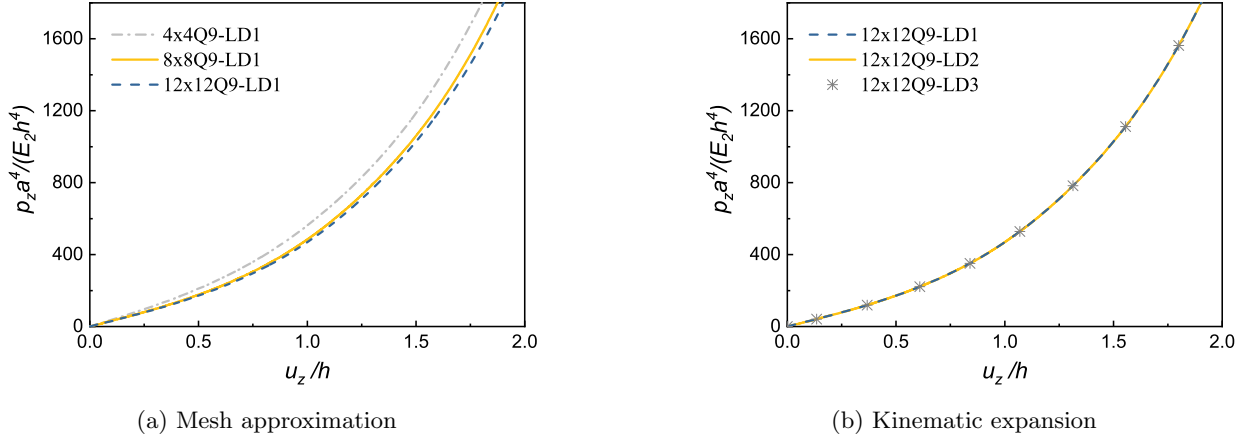 4x4Q9-LD1
8x8Q9-LD1
12x12Q9-LD1
p_z a^4/(E_2 h^4)
1600
1200
800
400
0
0.0 0.5 1.0 1.5 2.0
u_z /h
(a) Mesh approximation
12x12Q9-LD1
12x12Q9-LD2
12x12Q9-LD3
p_z a^4/(E_2 h^4)
1600
1200
800
400
0
0.0 0.5 1.0 1.5 2.0
u_z /h
(b) Kinematic expansion